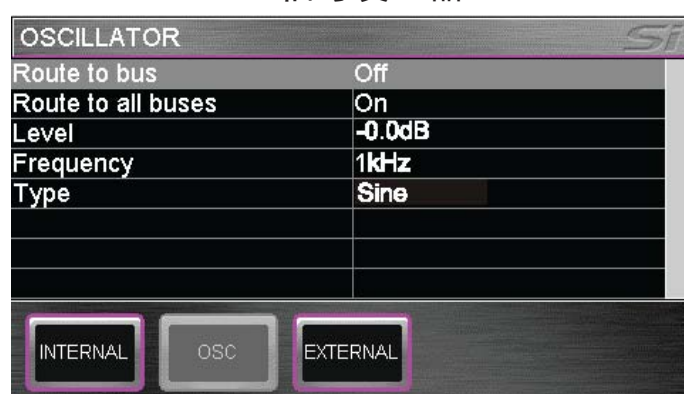 OSCILLATOR
Si
Route to bus Off
Route to all buses On
Level -0.0dB
Frequency 1kHz
Type Sine
INTERNAL OSC EXTERNAL